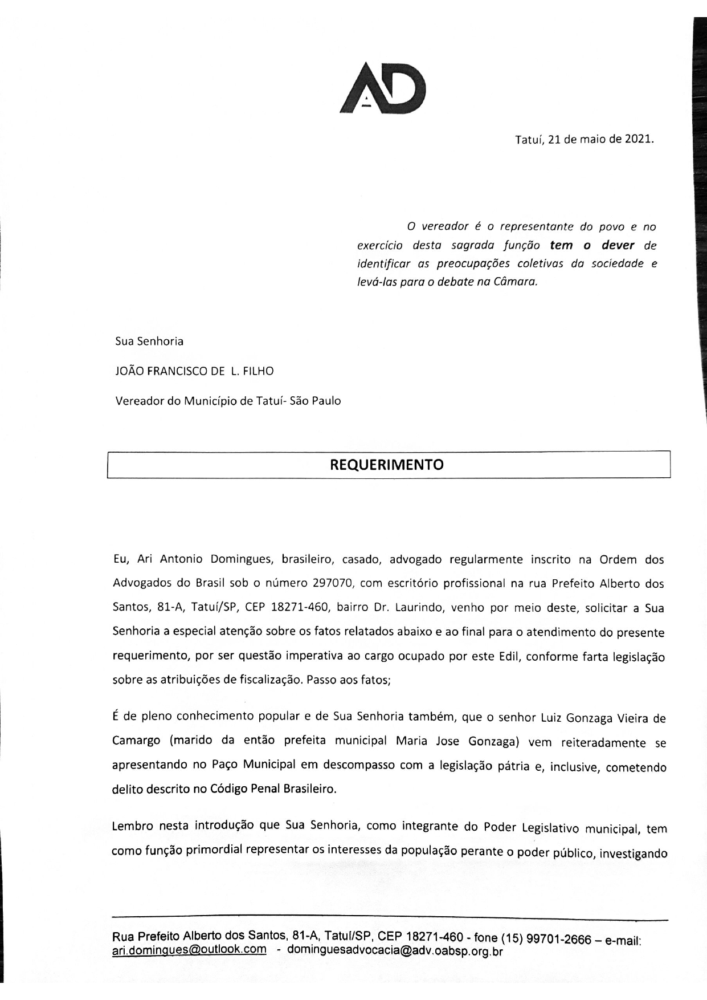 AD
Tatuí, 21 de maio de 2021.
O vereador é o representante do povo e no
exercício desta sagrada função tem o dever de
identificar as preocupações coletivas da sociedade e
levá-las para o debate na Câmara.
Sua Senhoria
JOÃO FRANCISCO DE L. FILHO
Vereador do Município de Tatuí- São Paulo
REQUERIMENTO
Eu, Ari Antonio Domingues, brasileiro, casado, advogado regularmente inscrito na Ordem dos
Advogados do Brasil sob o número 297070, com escritório profissional na rua Prefeito Alberto dos
Santos, 81-A, Tatuí/SP, CEP 18271-460, bairro Dr. Laurindo, venho por meio deste, solicitar a Sua
Senhoria a especial atenção sobre os fatos relatados abaixo e ao final para o atendimento do presente
requerimento, por ser questão imperativa ao cargo ocupado por este Edil, conforme farta legislação
sobre as atribuições de fiscalização. Passo aos fatos;
É de pleno conhecimento popular e de Sua Senhoria também, que o senhor Luiz Gonzaga Vieira de
Camargo (marido da então prefeita municipal Maria Jose Gonzaga) vem reiteradamente se
apresentando no Paço Municipal em descompasso com a legislação pátria e, inclusive, cometendo
delito descrito no Código Penal Brasileiro.
Lembro nesta introdução que Sua Senhoria, como integrante do Poder Legislativo municipal, tem
como função primordial representar os interesses da população perante o poder público, investigando
Rua Prefeito Alberto dos Santos, 81-A, Tatuí/SP, CEP 18271-460 - fone (15) 99701-2666 – e-mail:
ari.domingues@outlook.com - dominguesadvocacia@adv.oabsp.org.br